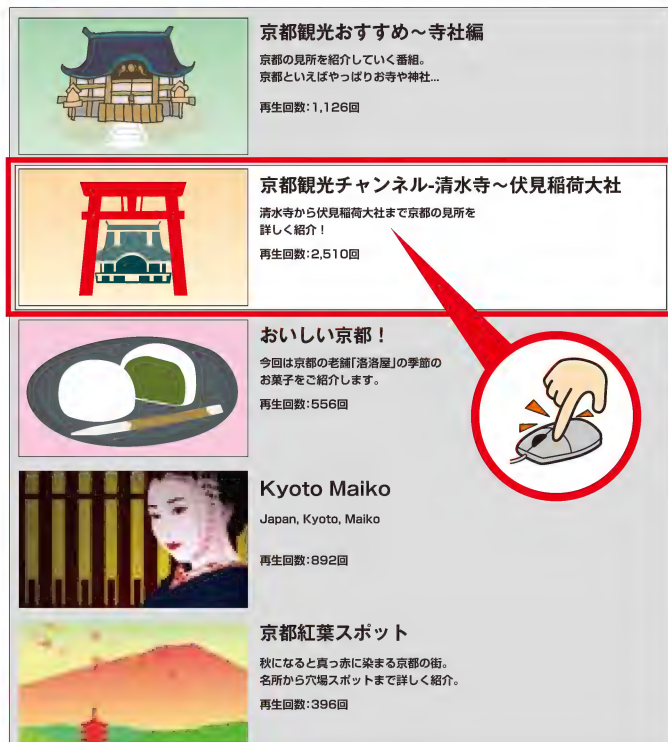 京都観光おすすめ～寺社編
京都の見所を紹介していく番組。
京都といえばやっぱりお寺や神社...
再生回数：1,126回
京都観光チャンネル-清水寺～伏見稲荷大社
清水寺から伏見稲荷大社まで京都の見所を
詳しく紹介！
再生回数：2,510回
おいしい京都！
今回は京都の老舗「洛洛屋」の季節の
お菓子をご紹介します。
再生回数：556回
Kyoto Maiko
Japan, Kyoto, Maiko
再生回数：892回
京都紅葉スポット
秋になると真っ赤に染まる京都の街。
名所から穴場スポットまで詳しく紹介。
再生回数：396回